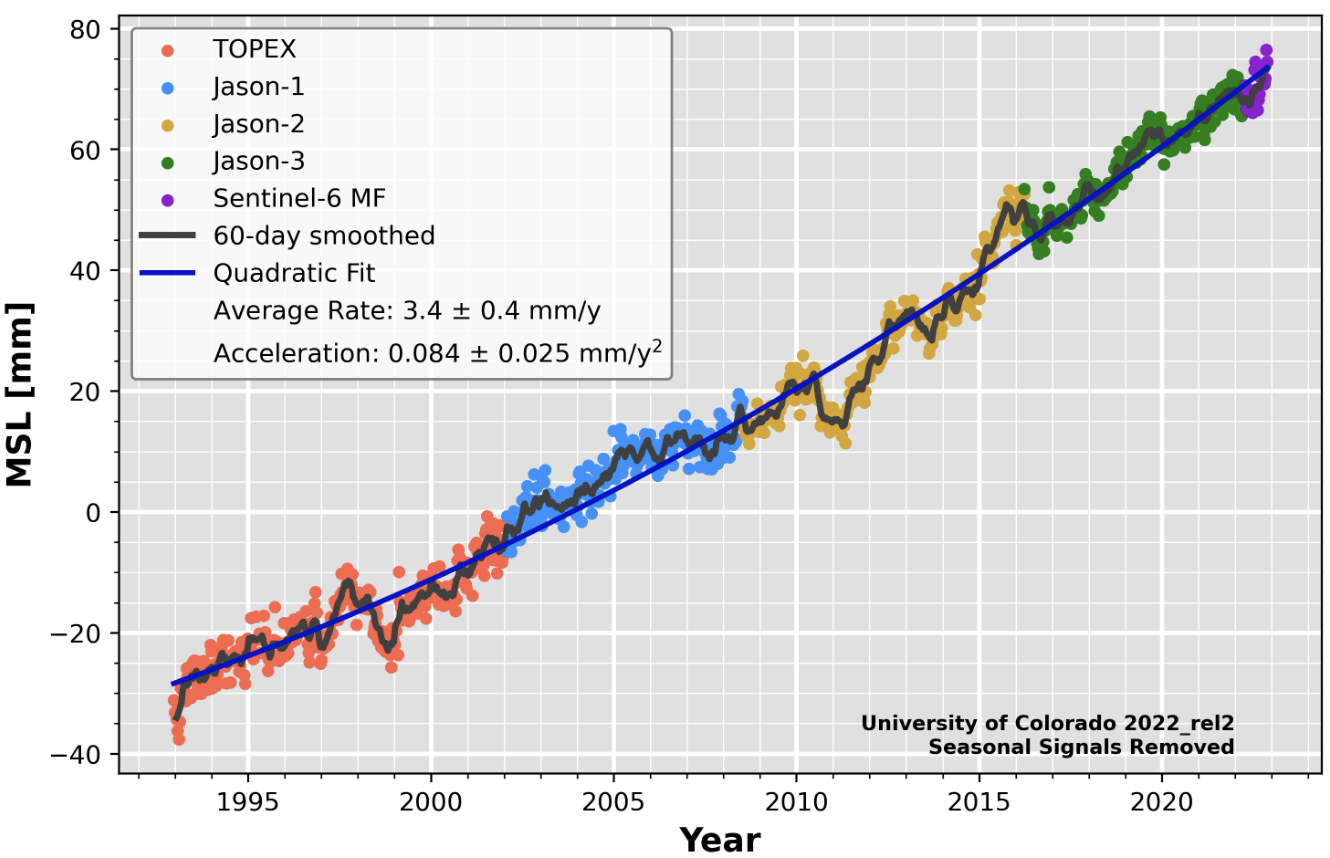 80
60
40
20
0
−20
−40
MSL [mm]
TOPEX
Jason-1
Jason-2
Jason-3
Sentinel-6 MF
60-day smoothed
Quadratic Fit
Average Rate: 3.4 ± 0.4 mm/y
Acceleration: 0.084 ± 0.025 mm/y²
University of Colorado 2022_rel2
Seasonal Signals Removed
1995 2000 2005 2010 2015 2020
Year